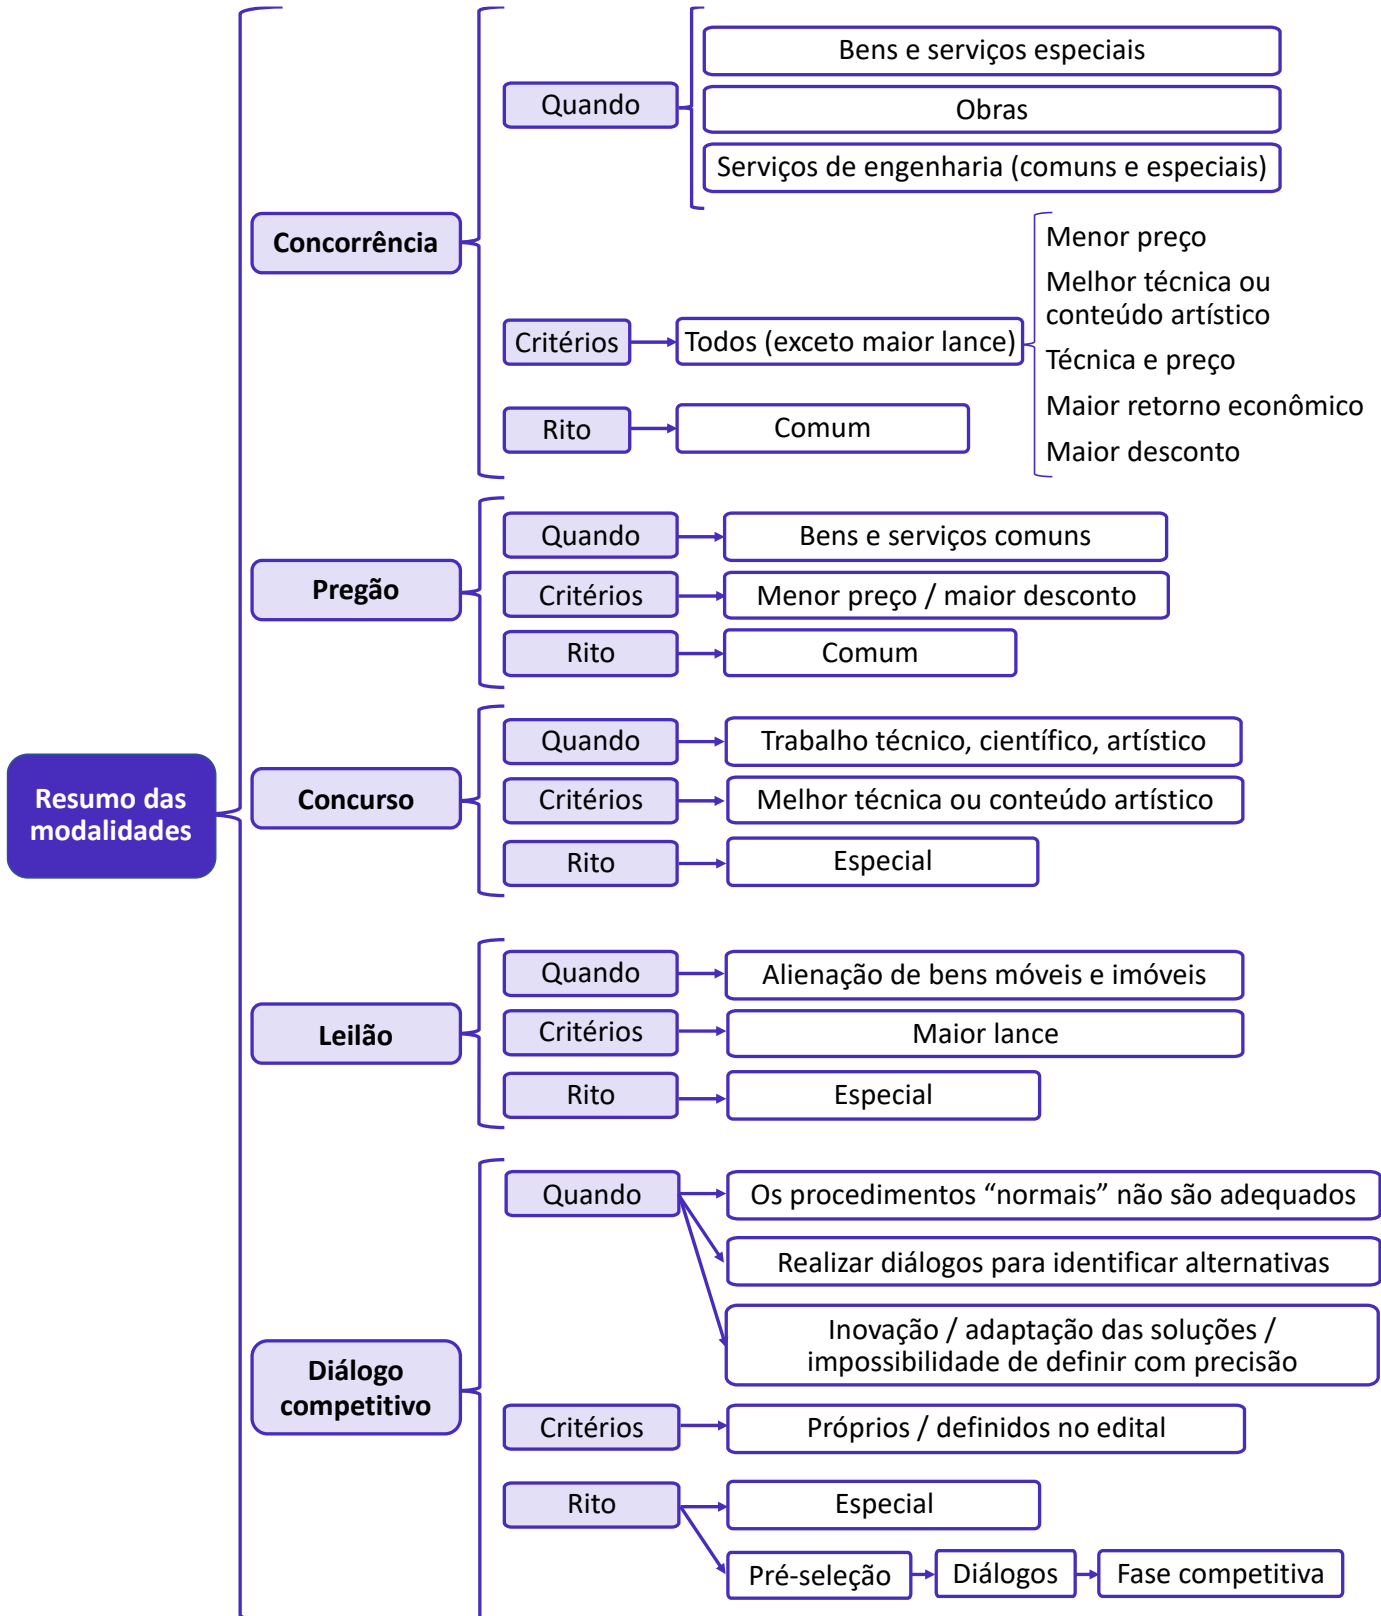 Resumo das
modalidades
Concorrência
Quando
Bens e serviços especiais
Obras
Serviços de engenharia (comuns e especiais)
Critérios
Todos (exceto maior lance)
Menor preço
Melhor técnica ou
conteúdo artístico
Técnica e preço
Maior retorno econômico
Maior desconto
Rito
Comum
Pregão
Quando
Bens e serviços comuns
Critérios
Menor preço / maior desconto
Rito
Comum
Concurso
Quando
Trabalho técnico, científico, artístico
Critérios
Melhor técnica ou conteúdo artístico
Rito
Especial
Leilão
Quando
Alienação de bens móveis e imóveis
Critérios
Maior lance
Rito
Especial
Diálogo
competitivo
Quando
Os procedimentos “normais” não são adequados
Realizar diálogos para identificar alternativas
Inovação / adaptação das soluções /
impossibilidade de definir com precisão
Critérios
Próprios / definidos no edital
Rito
Especial
Pré-seleção
Diálogos
Fase competitiva